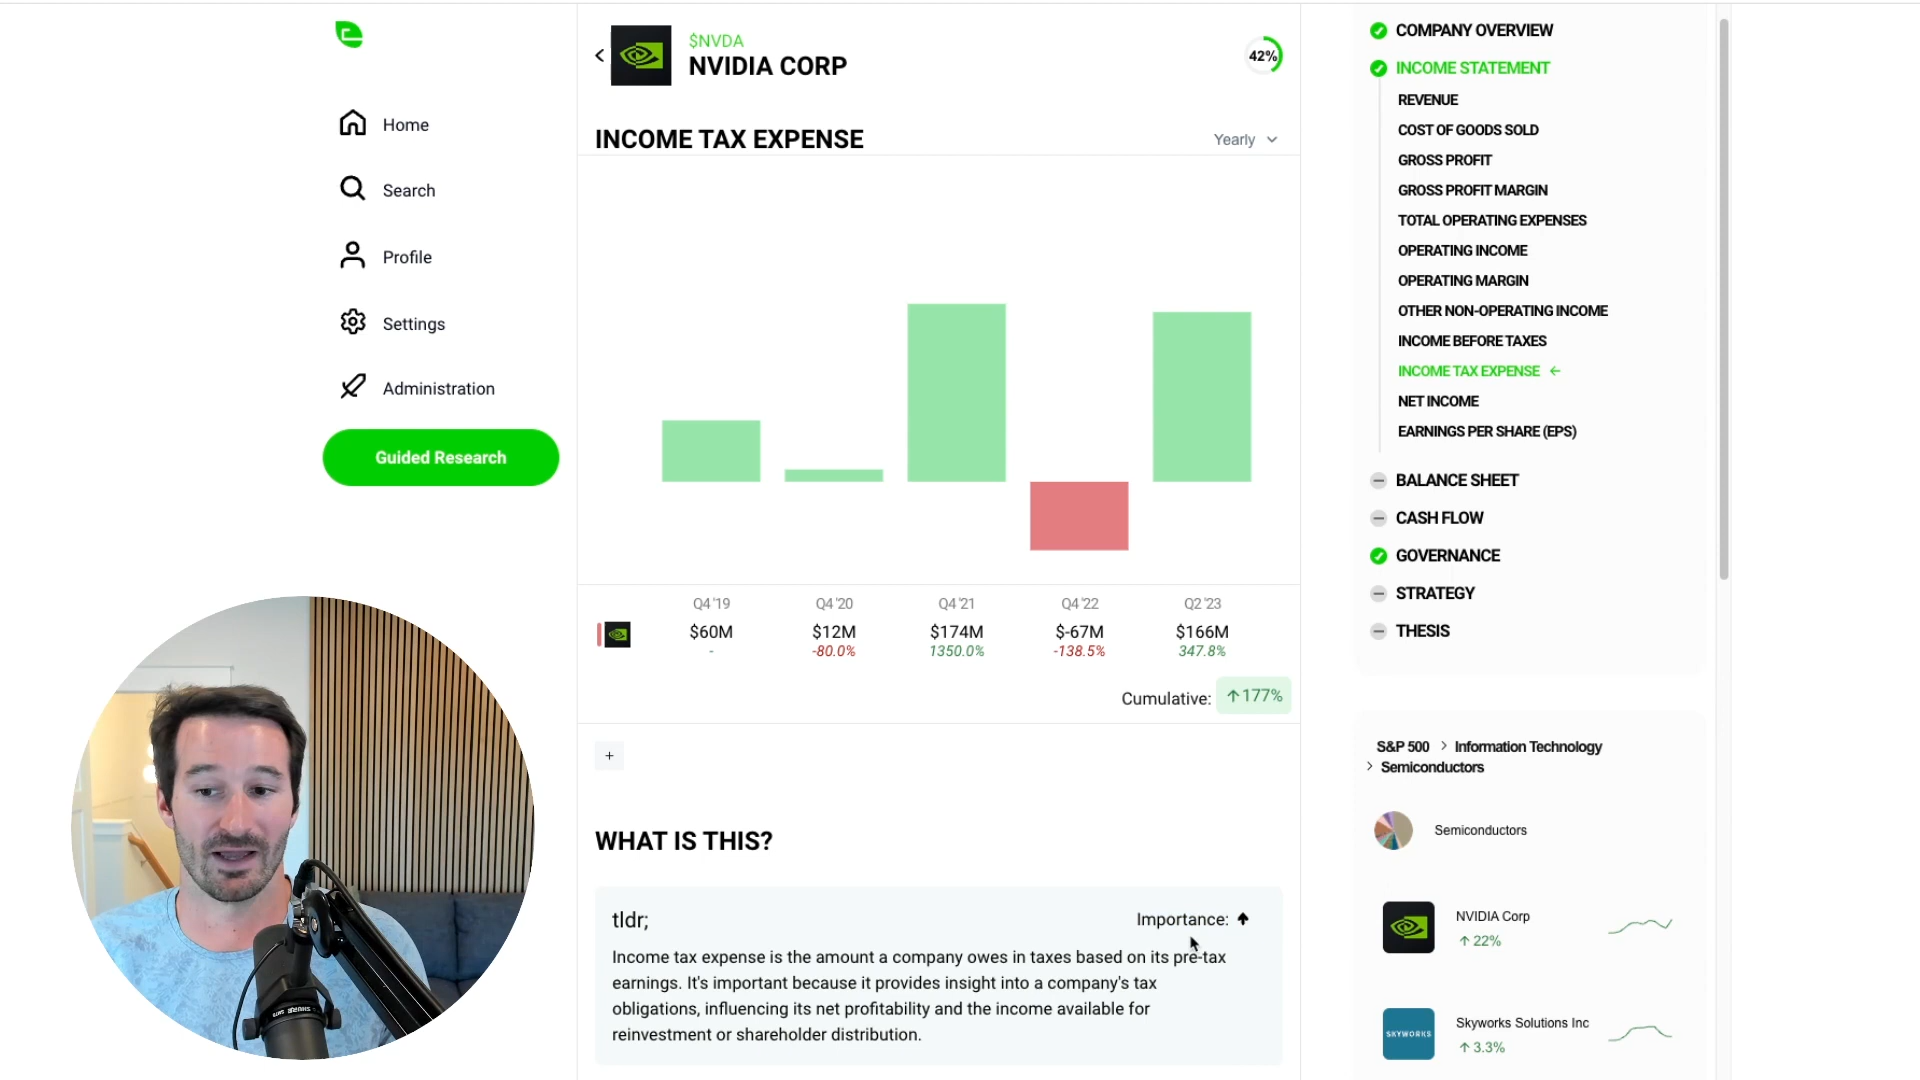 $NVDA
NVIDIA CORP
42%
Home
Search
Profile
Settings
Administration
Guided Research
INCOME TAX EXPENSE
Yearly
Q4 '19 Q4 '20 Q4 '21 Q4 '22 Q2 '23
$60M $12M $174M $-67M $166M
- -80.0% 1350.0% -138.5% 347.8%
Cumulative: 177%
+
WHAT IS THIS?
tldr;
Importance:
Income tax expense is the amount a company owes in taxes based on its pre-tax
earnings. It's important because it provides insight into a company's tax
obligations, influencing its net profitability and the income available for
reinvestment or shareholder distribution.
COMPANY OVERVIEW
INCOME STATEMENT
REVENUE
COST OF GOODS SOLD
GROSS PROFIT
GROSS PROFIT MARGIN
TOTAL OPERATING EXPENSES
OPERATING INCOME
OPERATING MARGIN
OTHER NON-OPERATING INCOME
INCOME BEFORE TAXES
INCOME TAX EXPENSE
NET INCOME
EARNINGS PER SHARE (EPS)
BALANCE SHEET
CASH FLOW
GOVERNANCE
STRATEGY
THESIS
S&P 500 > Information Technology
> Semiconductors
Semiconductors
NVIDIA Corp
22%
SKYWORKS
Skyworks Solutions Inc
3.3%